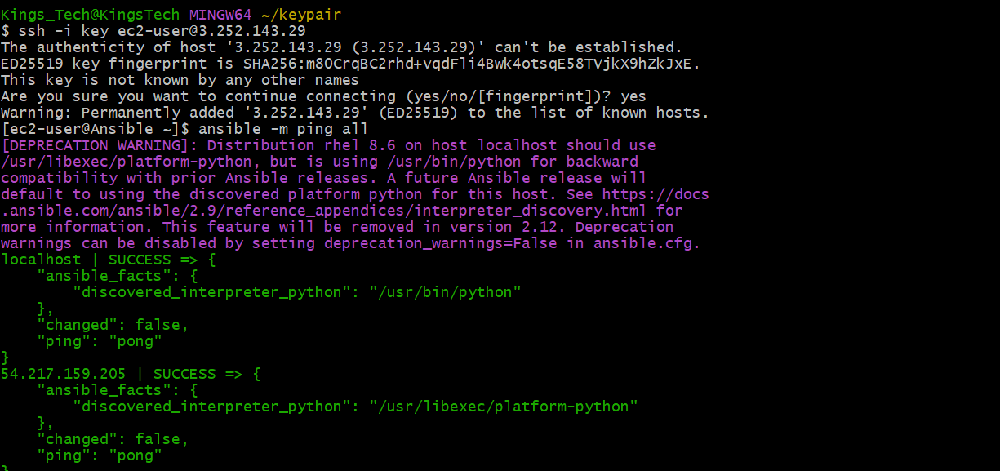 Kings_Tech@KingsTech MINGW64 ~/keypair
$ ssh -i key ec2-user@3.252.143.29
The authenticity of host '3.252.143.29 (3.252.143.29)' can't be established.
ED25519 key fingerprint is SHA256:m8OCrqBC2rhd+vqdFli4Bwk4otsqE58TVjkX9hZkJxE.
This key is not known by any other names
Are you sure you want to continue connecting (yes/no/[fingerprint])? yes
Warning: Permanently added '3.252.143.29' (ED25519) to the list of known hosts.
[ec2-user@Ansible ~]$ ansible -m ping all
[DEPRECATION WARNING]: Distribution rhel 8.6 on host localhost should use
/usr/libexec/platform-python, but is using /usr/bin/python for backward
compatibility with prior Ansible releases. A future Ansible release will
default to using the discovered platform python for this host. See https://docs
.ansible.com/ansible/2.9/reference_appendices/interpreter_discovery.html for
more information. This feature will be removed in version 2.12. Deprecation
warnings can be disabled by setting deprecation_warnings=False in ansible.cfg.
localhost | SUCCESS => {
    "ansible_facts": {
        "discovered_interpreter_python": "/usr/bin/python"
    },
    "changed": false,
    "ping": "pong"
}
54.217.159.205 | SUCCESS => {
    "ansible_facts": {
        "discovered_interpreter_python": "/usr/libexec/platform-python"
    },
    "changed": false,
    "ping": "pong"
}